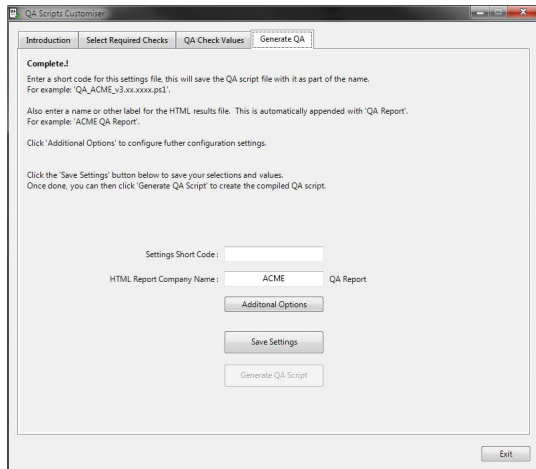 QA Scripts Customiser
Introduction
Select Required Checks
QA Check Values
Generate QA
Complete.!
Enter a short code for this settings file, this will save the QA script file with it as part of the name.
For example: 'QA_ACME_v3.xx.xxxx.ps1'.
Also enter a name or other label for the HTML results file. This is automatically appended with 'QA Report'.
For example: 'ACME QA Report'.
Click 'Additional Options' to configure futher configuration settings.
Click the 'Save Settings' button below to save your selections and values.
Once done, you can then click 'Generate QA Script' to create the compiled QA script.
Settings Short Code :
HTML Report Company Name : ACME QA Report
Additonal Options
Save Settings
Generate QA Script
Exit